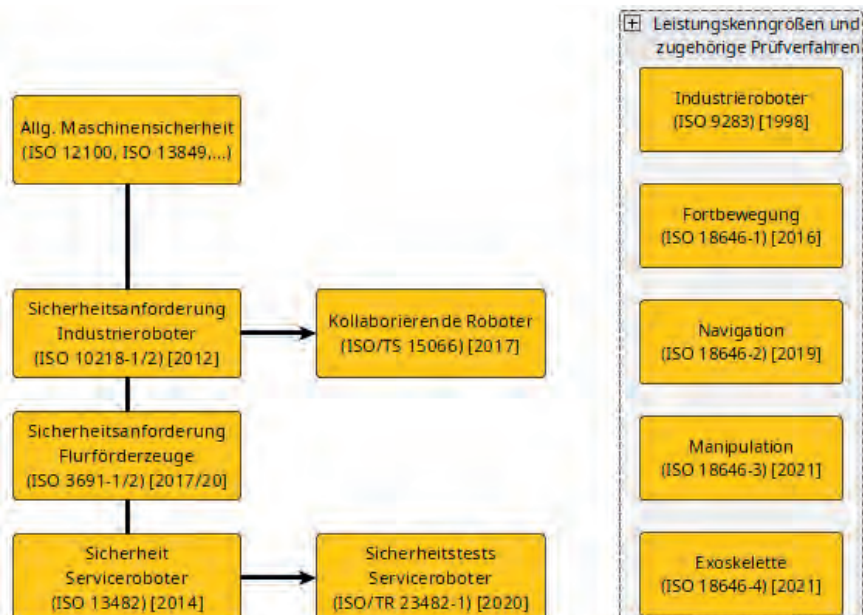 Allg. Maschinensicherheit
(ISO 12100, ISO 13849,...)
Sicherheitsanforderung
Industrieroboter
(ISO 10218-1/2) [2012]
Kollaborierende Roboter
(ISO/TS 15066) [2017]
Sicherheitsanforderung
Flurförderzeuge
(ISO 3691-1/2) [2017/20]
Sicherheit
Serviceroboter
(ISO 13482) [2014]
Sicherheitstests
Serviceroboter
(ISO/TR 23482-1) [2020]
Leistungskenngrößen und
zugehörige Prüfverfahren
Industrieroboter
(ISO 9283) [1998]
Fortbewegung
(ISO 18646-1) [2016]
Navigation
(ISO 18646-2) [2019]
Manipulation
(ISO 18646-3) [2021]
Exoskelette
(ISO 18646-4) [2021]